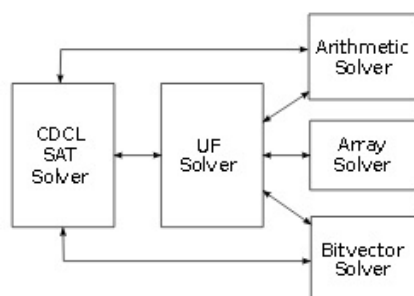 CDCL
SAT
Solver
UF
Solver
Arithmetic
Solver
Array
Solver
Bitvector
Solver